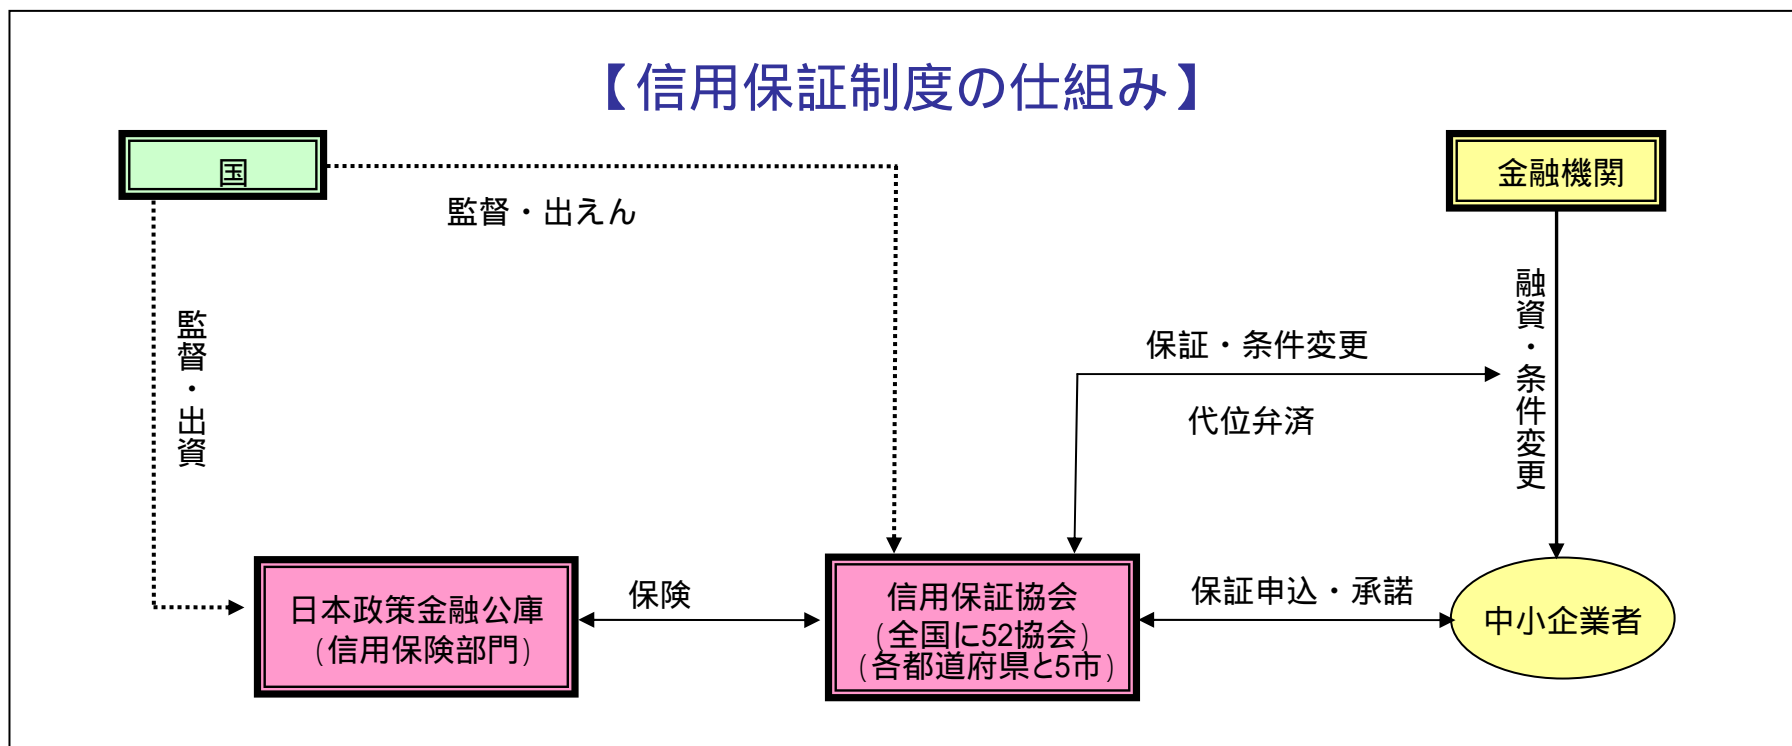 【信用保証制度の仕組み】
国
金融機関
監督・出えん
監督・出資
融資・条件変更
保証・条件変更
代位弁済
日本政策金融公庫
(信用保険部門)
保険
信用保証協会
(全国に52協会)
(各都道府県と5市)
保証申込・承諾
中小企業者